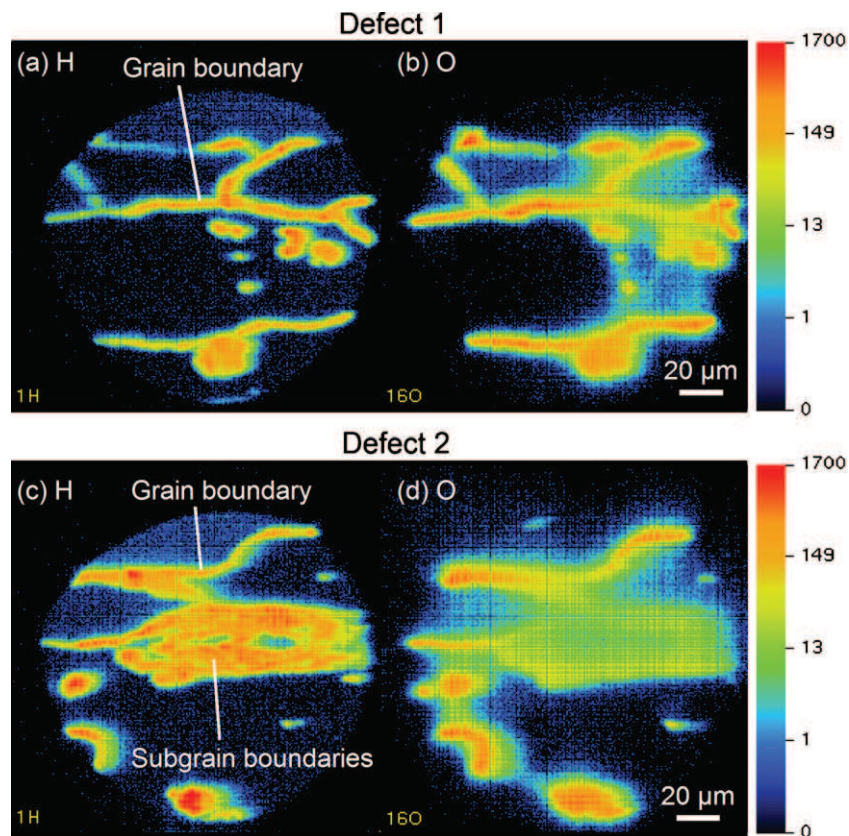 Defect 1
(a) H
Grain boundary
(b) O
1700
149
13
1
0
1H
16O
20 μm
Defect 2
(c) H
Grain boundary
(d) O
1700
149
13
1
0
Subgrain boundaries
1H
16O
20 μm